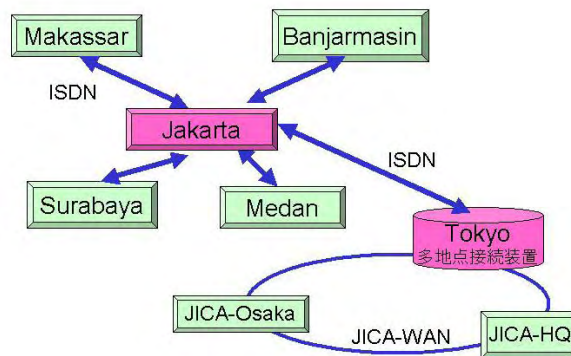 Makassar
Banjarmasin
ISDN
Jakarta
ISDN
Surabaya
Medan
Tokyo
多地点接続装置
JICA-Osaka
JICA-WAN
JICA-HQ